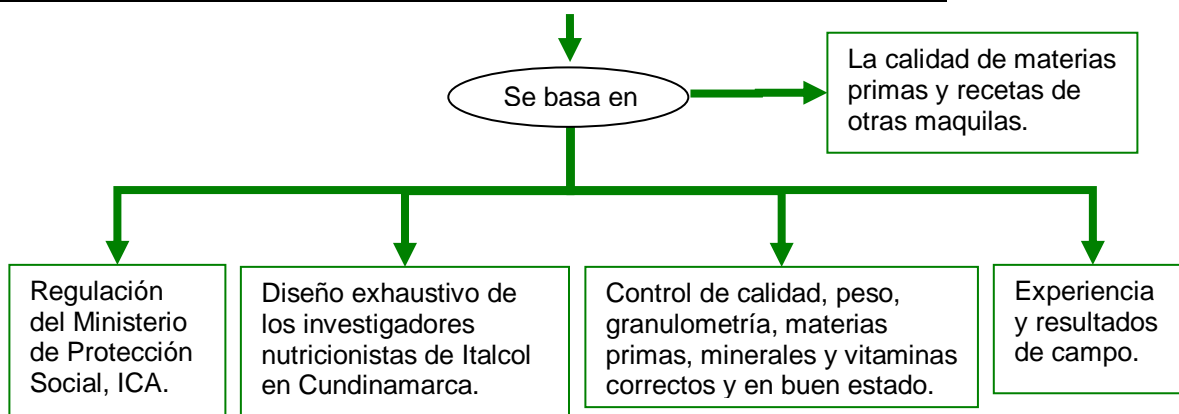 Se basa en
La calidad de materias
primas y recetas de
otras maquilas.
Regulación
del Ministerio
de Protección
Social, ICA.
Diseño exhaustivo de
los investigadores
nutricionistas de Italcol
en Cundinamarca.
Control de calidad, peso,
granulometría, materias
primas, minerales y vitaminas
correctos y en buen estado.
Experiencia
y resultados
de campo.